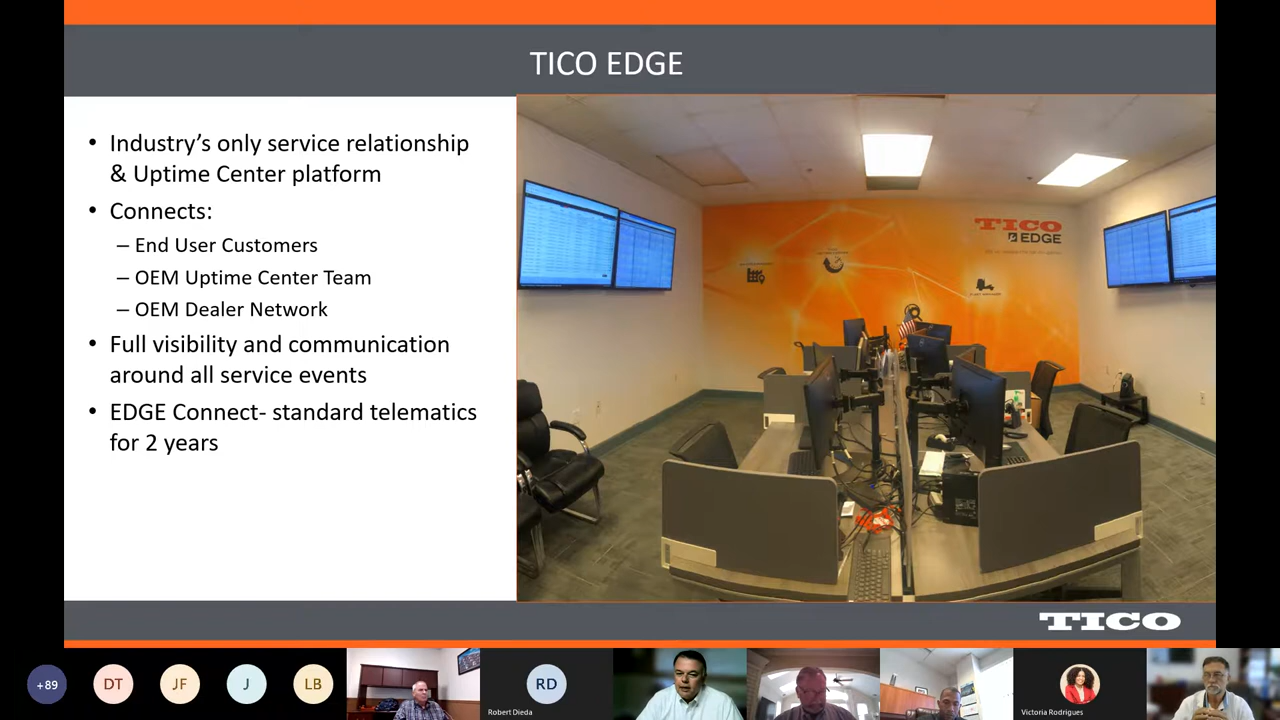 TICO EDGE
• Industry's only service relationship
& Uptime Center platform
• Connects:
– End User Customers
– OEM Uptime Center Team
– OEM Dealer Network
• Full visibility and communication
around all service events
• EDGE Connect- standard telematics
for 2 years
TICO
EDGE
TICO
+89
DT
JF
J
LB
RD
Robert Dieda
Victoria Rodrigues